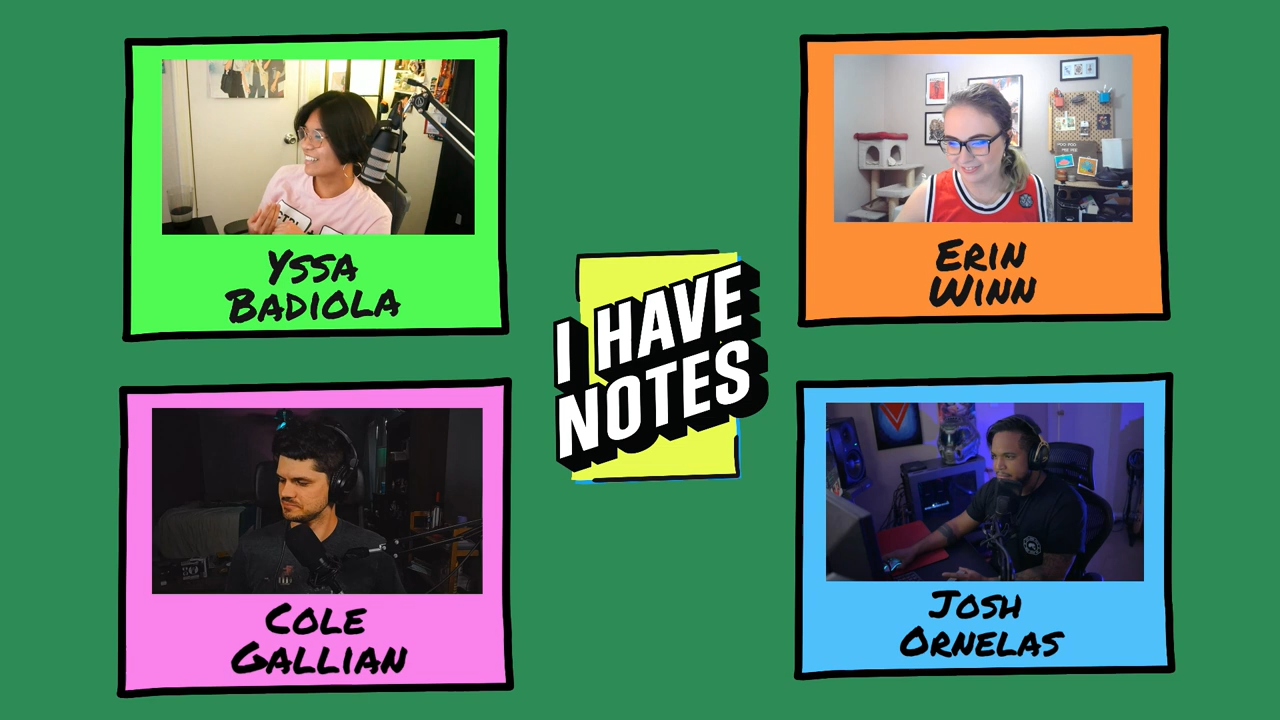 YSSA
BADIOLA
ERIN
WINN
I HAVE
NOTES
COLE
GALLIAN
JOSH
ORNELAS